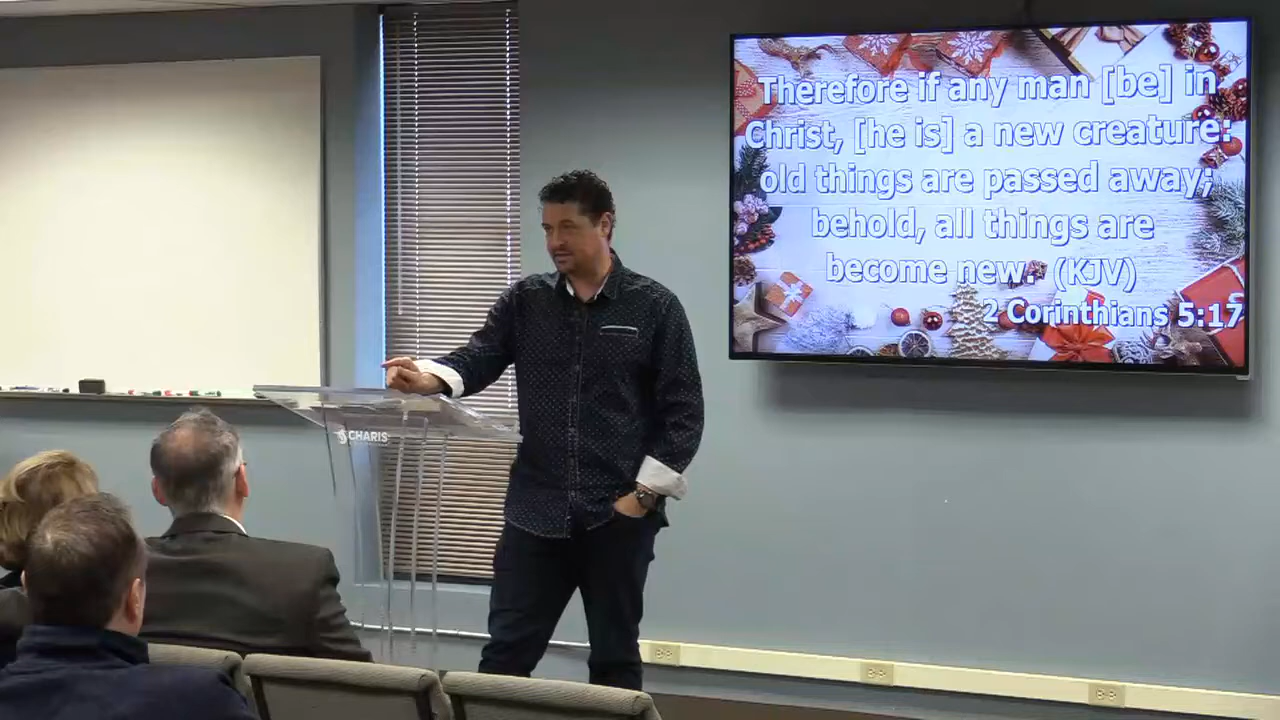 Therefore if any man [be] in
Christ, [he is] a new creature:
old things are passed away;
behold, all things are
become new. (KJV)
2 Corinthians 5:17
CHARIS